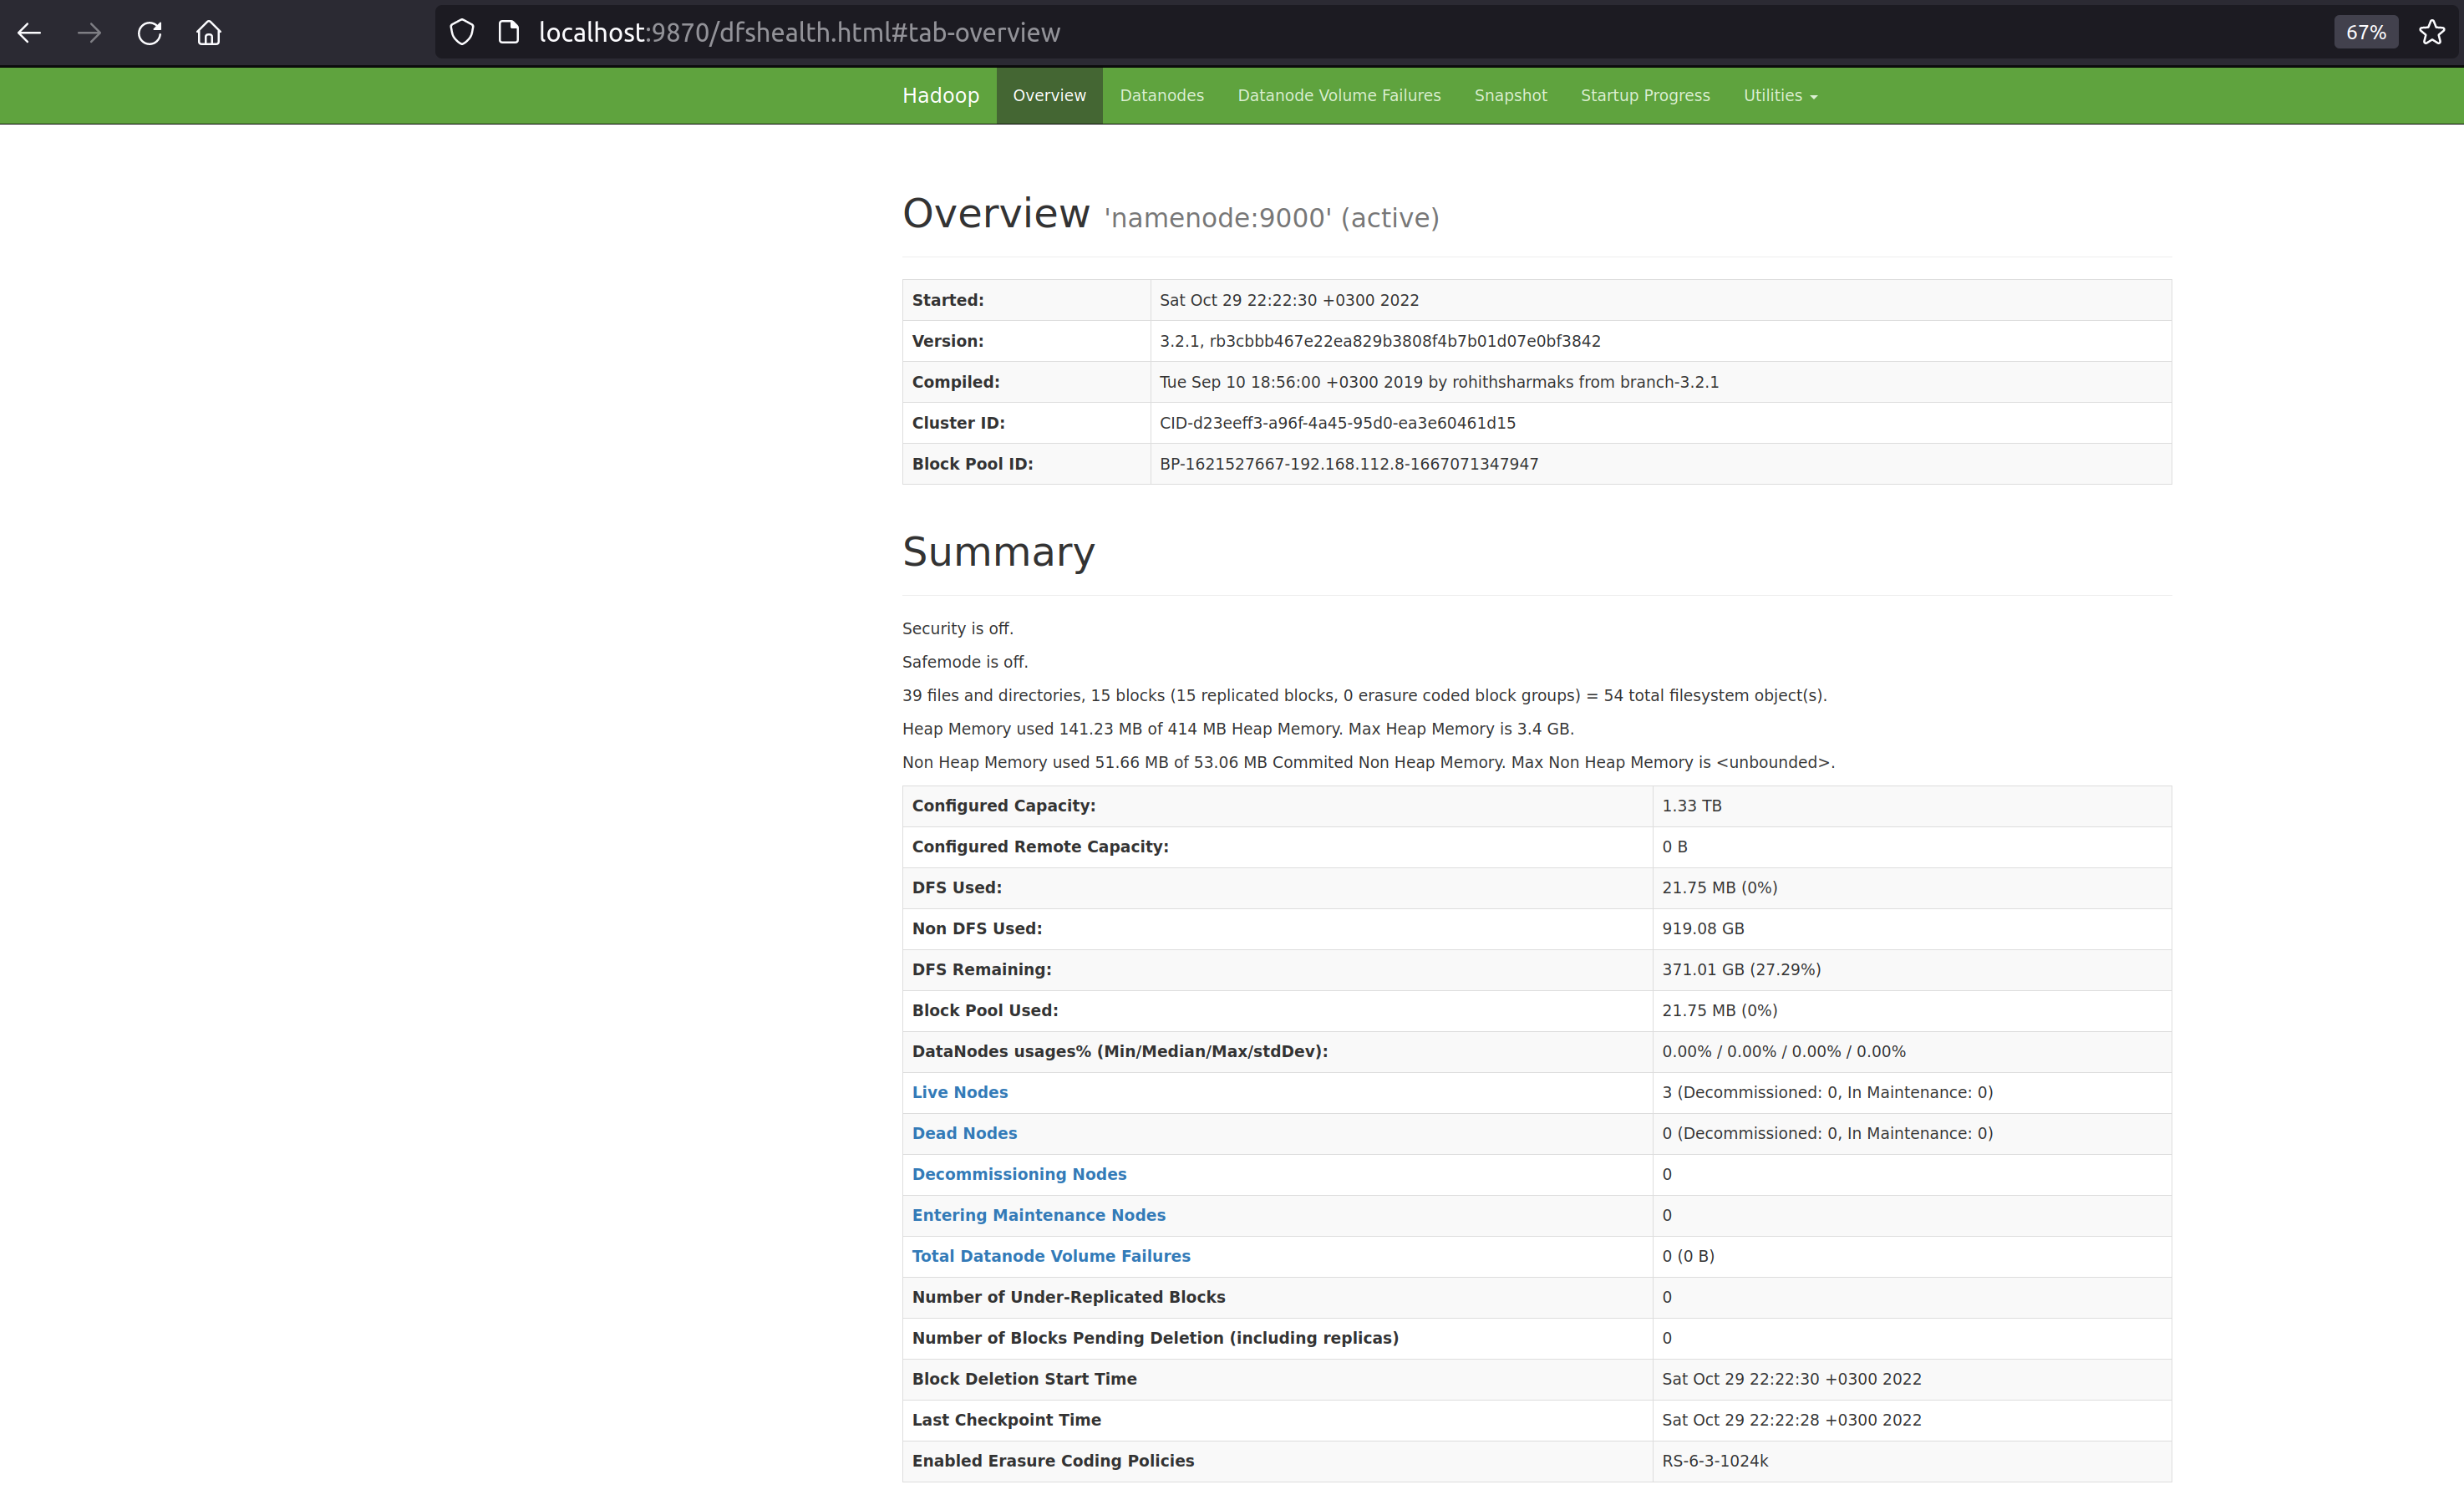 localhost:9870/dfshealth.html#tab-overview 67%
Hadoop Overview Datanodes Datanode Volume Failures Snapshot Startup Progress Utilities
Overview 'namenode:9000' (active)
Started: Sat Oct 29 22:22:30 +0300 2022
Version: 3.2.1, rb3cbbb467e22ea829b3808f4b7b01d07e0bf3842
Compiled: Tue Sep 10 18:56:00 +0300 2019 by rohithsharmaks from branch-3.2.1
Cluster ID: CID-d23eeff3-a96f-4a45-95d0-ea3e60461d15
Block Pool ID: BP-1621527667-192.168.112.8-1667071347947
Summary
Security is off.
Safemode is off.
39 files and directories, 15 blocks (15 replicated blocks, 0 erasure coded block groups) = 54 total filesystem object(s).
Heap Memory used 141.23 MB of 414 MB Heap Memory. Max Heap Memory is 3.4 GB.
Non Heap Memory used 51.66 MB of 53.06 MB Commited Non Heap Memory. Max Non Heap Memory is <unbounded>.
Configured Capacity: 1.33 TB
Configured Remote Capacity: 0 B
DFS Used: 21.75 MB (0%)
Non DFS Used: 919.08 GB
DFS Remaining: 371.01 GB (27.29%)
Block Pool Used: 21.75 MB (0%)
DataNodes usages% (Min/Median/Max/stdDev): 0.00% / 0.00% / 0.00% / 0.00%
Live Nodes 3 (Decommissioned: 0, In Maintenance: 0)
Dead Nodes 0 (Decommissioned: 0, In Maintenance: 0)
Decommissioning Nodes 0
Entering Maintenance Nodes 0
Total Datanode Volume Failures 0 (0 B)
Number of Under-Replicated Blocks 0
Number of Blocks Pending Deletion (including replicas) 0
Block Deletion Start Time Sat Oct 29 22:22:30 +0300 2022
Last Checkpoint Time Sat Oct 29 22:22:28 +0300 2022
Enabled Erasure Coding Policies RS-6-3-1024k